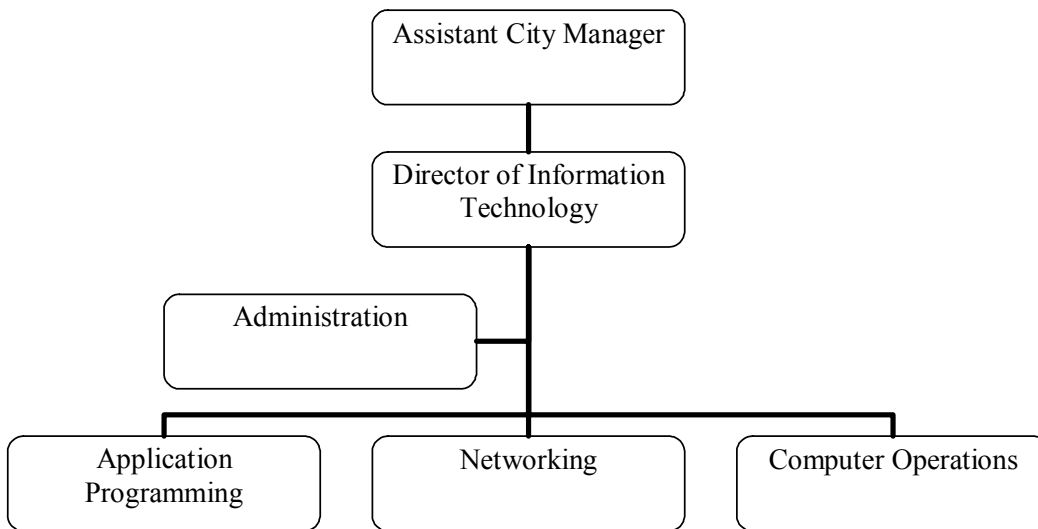 Assistant City Manager
Director of Information
Technology
Administration
Application
Programming
Networking
Computer Operations